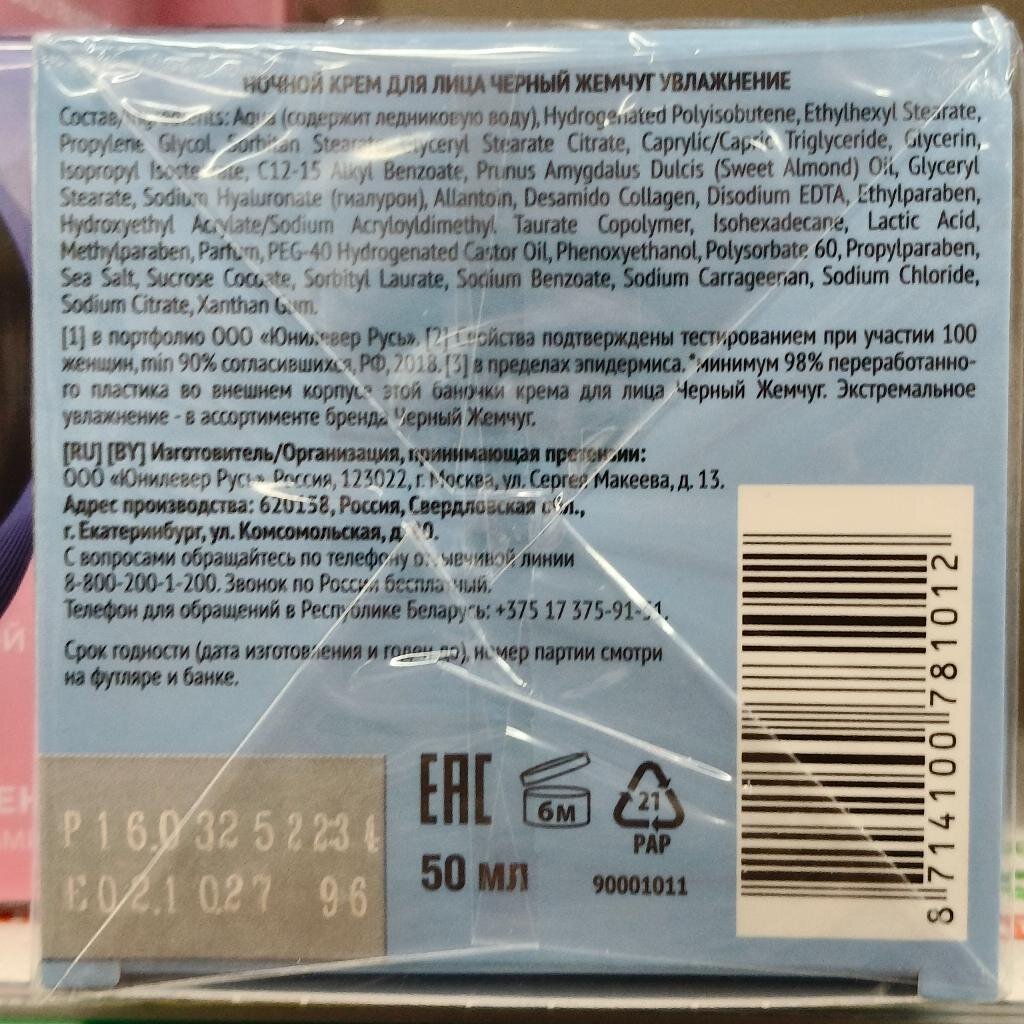 НОЧНОЙ КРЕМ ДЛЯ ЛИЦА ЧЕРНЫЙ ЖЕМЧУГ УВЛАЖНЕНИЕ
Состав/Ingredients: Aqua (содержит ледниковую воду), Hydrogenated Polyisobutene, Ethylhexyl Stearate,
Propylene Glycol, Sorbitan Stearate, Glyceryl Stearate Citrate, Caprylic/Capric Triglyceride, Glycerin,
Isopropyl Isostearate, C12-15 Alkyl Benzoate, Prunus Amygdalus Dulcis (Sweet Almond) Oil, Glyceryl
Stearate, Sodium Hyaluronate (гиалурон), Allantoin, Desamido Collagen, Disodium EDTA, Ethylparaben,
Hydroxyethyl Acrylate/Sodium Acryloyldimethyl Taurate Copolymer, Isohexadecane, Lactic Acid,
Methylparaben, Parfum, PEG-40 Hydrogenated Castor Oil, Phenoxyethanol, Polysorbate 60, Propylparaben,
Sea Salt, Sucrose Cocoate, Sorbityl Laurate, Sodium Benzoate, Sodium Carrageenan, Sodium Chloride,
Sodium Citrate, Xanthan Gum.
[1] в портфолио ООО «Юнилевер Русь». [2] Свойства подтверждены тестированием при участии 100
женщин, min 90% согласившихся, РФ, 2018. [3] в пределах эпидермиса. *минимум 98% переработанно-
го пластика во внешнем корпусе этой баночки крема для лица Черный Жемчуг. Экстремальное
увлажнение - в ассортименте бренда Черный Жемчуг.
[RU] [BY] Изготовитель/Организация, принимающая претензии:
ООО «Юнилевер Русь», Россия, 123022, г. Москва, ул. Сергея Макеева, д. 13.
Адрес производства: 620138, Россия, Свердловская обл.,
г. Екатеринбург, ул. Комсомольская, д.
С вопросами обращайтесь по телефону отзывчивой линии
8-800-200-1-200. Звонок по России бесплатный.
Телефон для обращений в Республике Беларусь: +375 17
Срок годности (дата изготовления и годен до), номер партии смотри
на футляре и банке.
P 16.03 25 2234
E 02.1 027 96
EAC
6M
21
PAP
50 МЛ
90001011
8 714100 781012